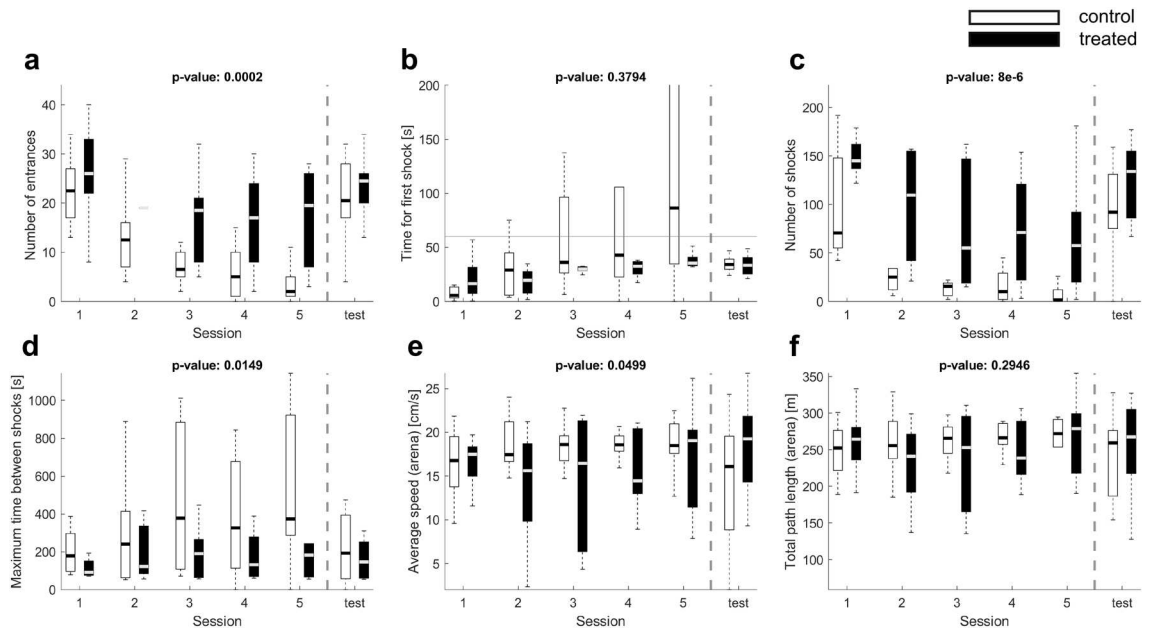 control
treated
a
p-value: 0.0002
Number of entrances
40
30
20
10
0
1 2 3 4 5 test
Session
b
p-value: 0.3794
Time for first shock [s]
200
150
100
50
0
1 2 3 4 5 test
Session
c
p-value: 8e-6
Number of shocks
200
150
100
50
0
1 2 3 4 5 test
Session
d
p-value: 0.0149
Maximum time between shocks [s]
1000
800
600
400
200
0
1 2 3 4 5 test
Session
e
p-value: 0.0499
Average speed (arena) [cm/s]
25
20
15
10
5
1 2 3 4 5 test
Session
f
p-value: 0.2946
Total path length (arena) [m]
350
300
250
200
150
100
1 2 3 4 5 test
Session